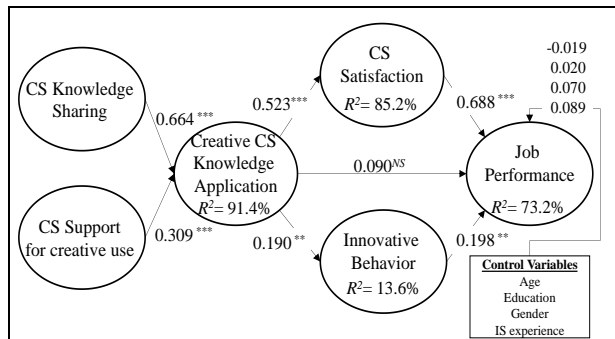 CS Knowledge
Sharing
0.664 ***
CS Support
for creative use
0.309 ***
Creative CS
Knowledge
Application
R²= 91.4%
0.523***
CS
Satisfaction
R²= 85.2%
0.688 ***
0.090NS
0.190 **
Innovative
Behavior
R²= 13.6%
0.198 **
-0.019
0.020
0.070
0.089
Job
Performance
R²= 73.2%
Control Variables
Age
Education
Gender
IS experience